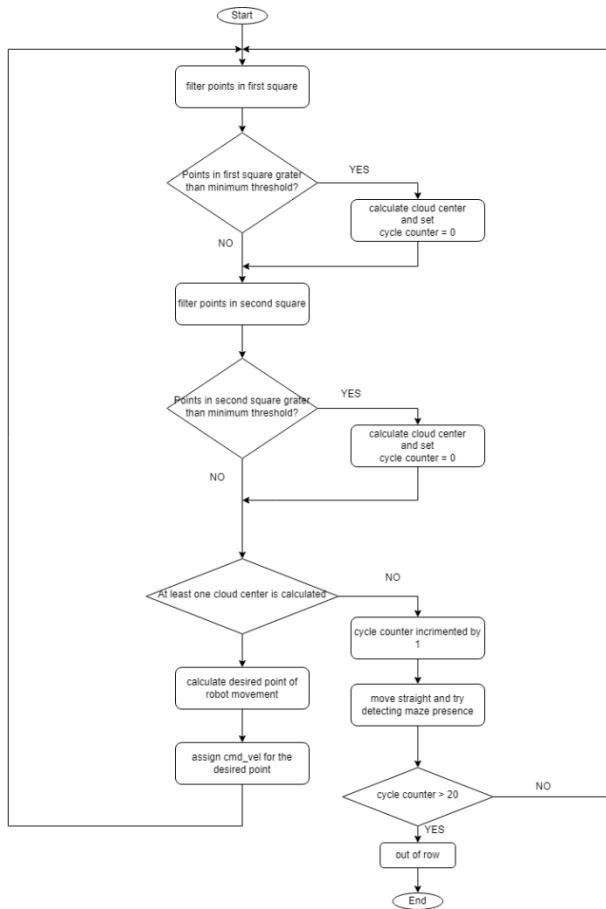 Start
filter points in first square
Points in first square grater
than minimum threshold?
YES
calculate cloud center
and set
cycle counter = 0
NO
filter points in second square
Points in second square grater
than minimum threshold?
YES
calculate cloud center
and set
cycle counter = 0
NO
At least one cloud center is calculated
NO
cycle counter incrimented by
1
calculate desired point of
robot movement
move straight and try
detecting maze presence
assign cmd_vel for the
desired point
cycle counter > 20
NO
YES
out of row
End